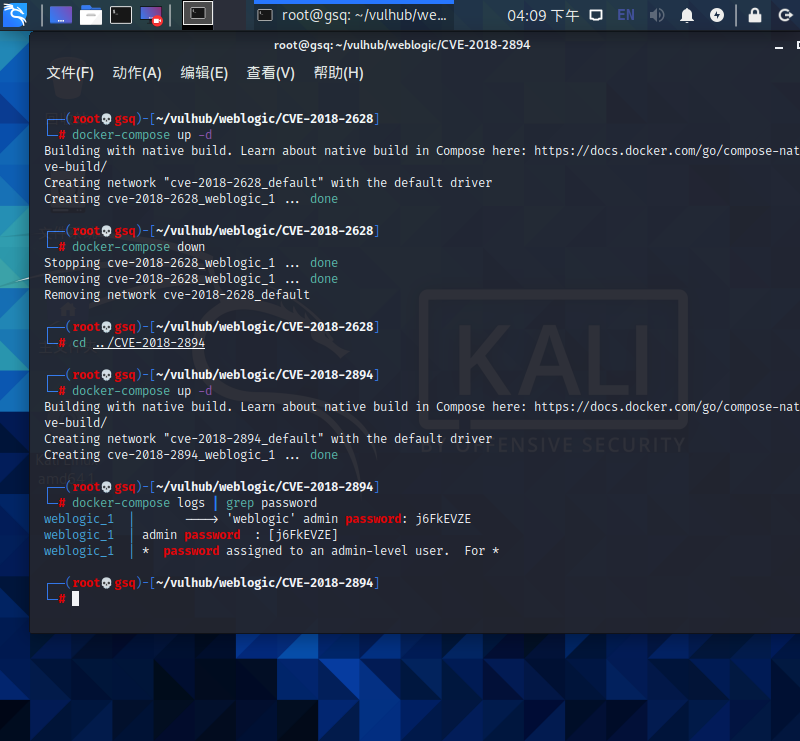 root@gsq: ~/vulhub/we...
04:09 下午
EN
root@gsq: ~/vulhub/weblogic/CVE-2018-2894
文件(F) 动作(A) 编辑(E) 查看(V) 帮助(H)
┌──(root💀gsq)-[~/vulhub/weblogic/CVE-2018-2628]
└─# docker-compose up -d
Building with native build. Learn about native build in Compose here: https://docs.docker.com/go/compose-nat
ve-build/
Creating network "cve-2018-2628_default" with the default driver
Creating cve-2018-2628_weblogic_1 ... done
┌──(root💀gsq)-[~/vulhub/weblogic/CVE-2018-2628]
└─# docker-compose down
Stopping cve-2018-2628_weblogic_1 ... done
Removing cve-2018-2628_weblogic_1 ... done
Removing network cve-2018-2628_default
┌──(root💀gsq)-[~/vulhub/weblogic/CVE-2018-2628]
└─# cd ../CVE-2018-2894
┌──(root💀gsq)-[~/vulhub/weblogic/CVE-2018-2894]
└─# docker-compose up -d
Building with native build. Learn about native build in Compose here: https://docs.docker.com/go/compose-nat
ve-build/
Creating network "cve-2018-2894_default" with the default driver
Creating cve-2018-2894_weblogic_1 ... done
┌──(root💀gsq)-[~/vulhub/weblogic/CVE-2018-2894]
└─# docker-compose logs | grep password
weblogic_1 | ----> 'weblogic' admin password: j6FkEVZE
weblogic_1 | admin password : [j6FkEVZE]
weblogic_1 | * password assigned to an admin-level user. For *
┌──(root💀gsq)-[~/vulhub/weblogic/CVE-2018-2894]
└─#
KALI
BY OFFENSIVE SECURITY